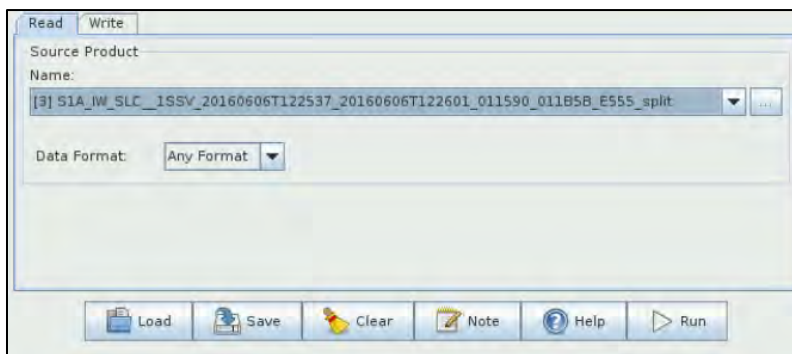 Read Write
Source Product
Name:
[3] S1A_IW_SLC__1SSV_20160606T122537_20160606T122601_011590_011B5B_E555_split
...
Data Format: Any Format
Load Save Clear Note Help Run